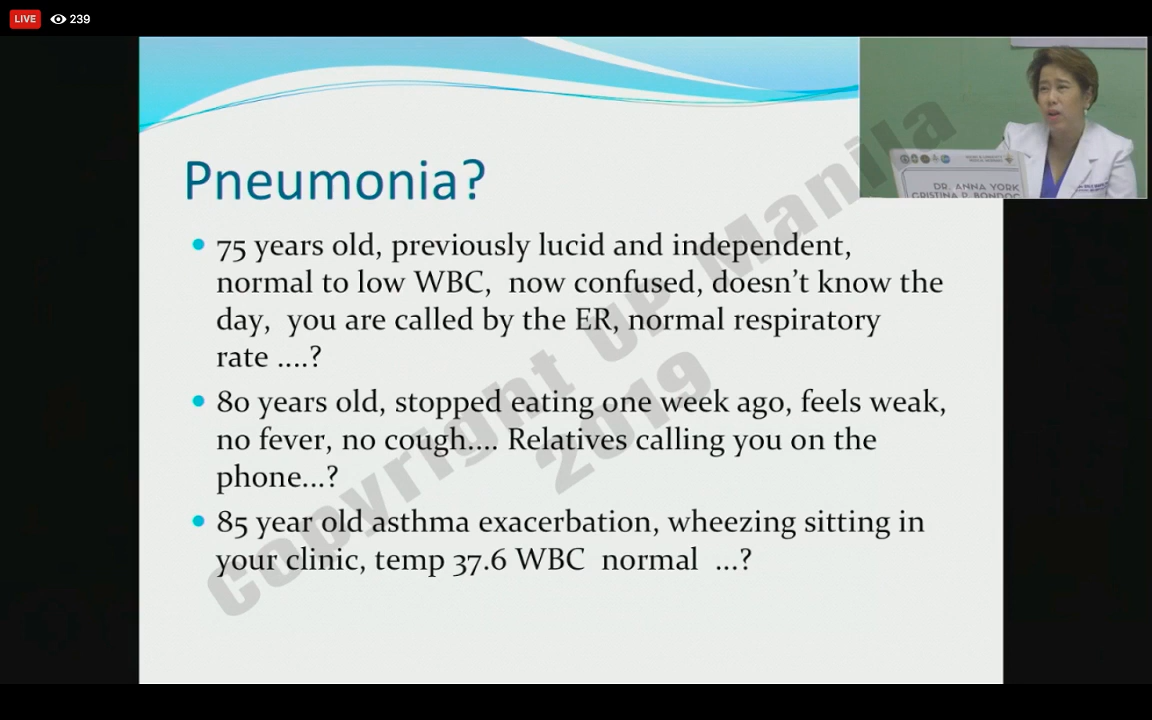 LIVE 239
Pneumonia?
• 75 years old, previously lucid and independent,
normal to low WBC, now confused, doesn't know the
day, you are called by the ER, normal respiratory
rate ....?
• 80 years old, stopped eating one week ago, feels weak,
no fever, no cough.... Relatives calling you on the
phone...?
• 85 year old asthma exacerbation, wheezing sitting in
your clinic, temp 37.6 WBC normal ...?
Copyright UP Manila
2019
DR. ANNA YORK
CRISTINA P. BONDOC